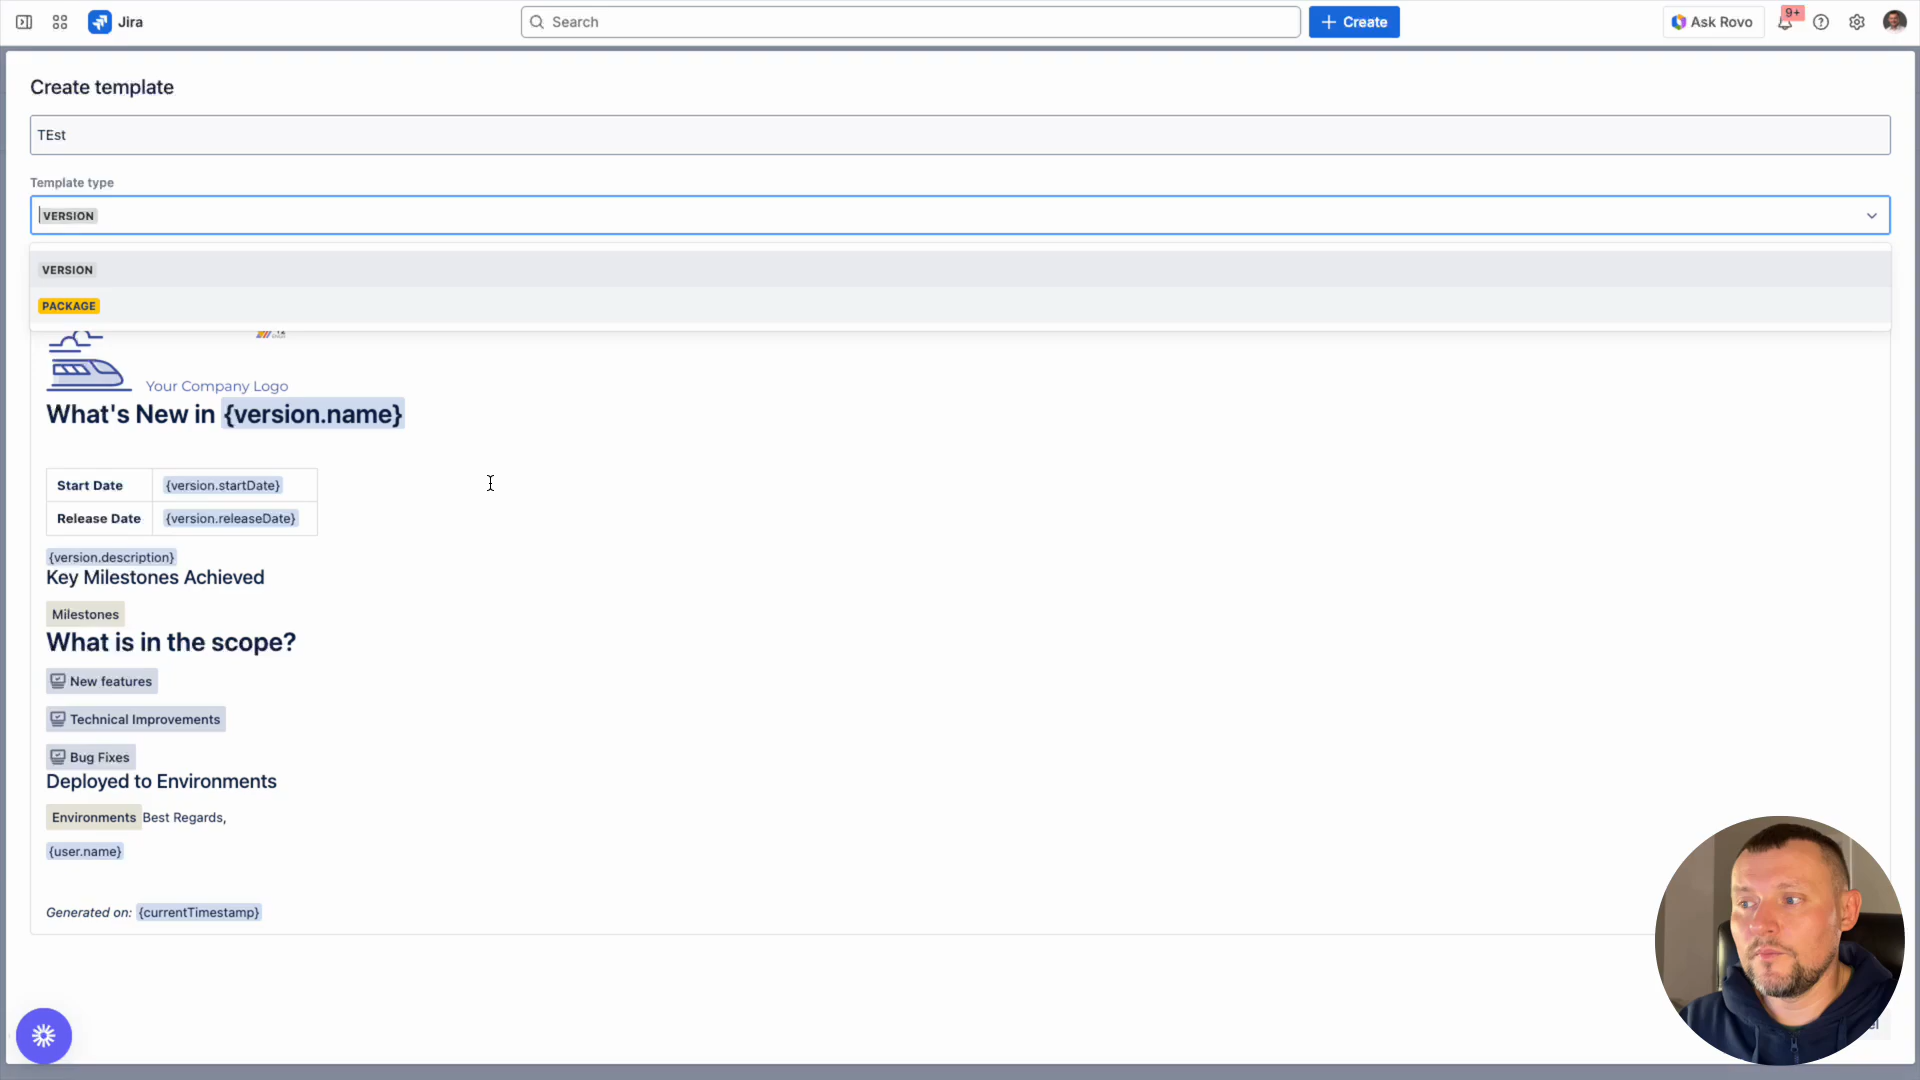 Jira
Search
Create
Ask Rovo
9+
Create template
TEst
Template type
VERSION
VERSION
PACKAGE
Your Company Logo
What's New in {version.name}
Start Date {version.startDate}
Release Date {version.releaseDate}
{version.description}
Key Milestones Achieved
Milestones
What is in the scope?
New features
Technical Improvements
Bug Fixes
Deployed to Environments
Environments Best Regards,
{user.name}
Generated on: {currentTimestamp}